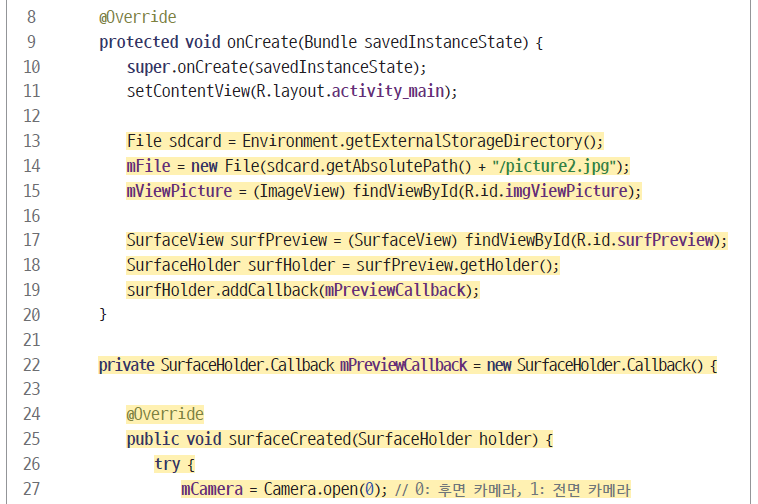 8 @Override
9 protected void onCreate(Bundle savedInstanceState) {
10 super.onCreate(savedInstanceState);
11 setContentView(R.layout.activity_main);
12
13 File sdcard = Environment.getExternalStorageDirectory();
14 mFile = new File(sdcard.getAbsolutePath() + "/picture2.jpg");
15 mViewPicture = (ImageView) findViewById(R.id.imgViewPicture);
16
17 SurfaceView surfPreview = (SurfaceView) findViewById(R.id.surfPreview);
18 SurfaceHolder surfHolder = surfPreview.getHolder();
19 surfHolder.addCallback(mPreviewCallback);
20 }
21
22 private SurfaceHolder.Callback mPreviewCallback = new SurfaceHolder.Callback() {
23
24 @Override
25 public void surfaceCreated(SurfaceHolder holder) {
26 try {
27 mCamera = Camera.open(0); // 0: 후면 카메라, 1: 전면 카메라